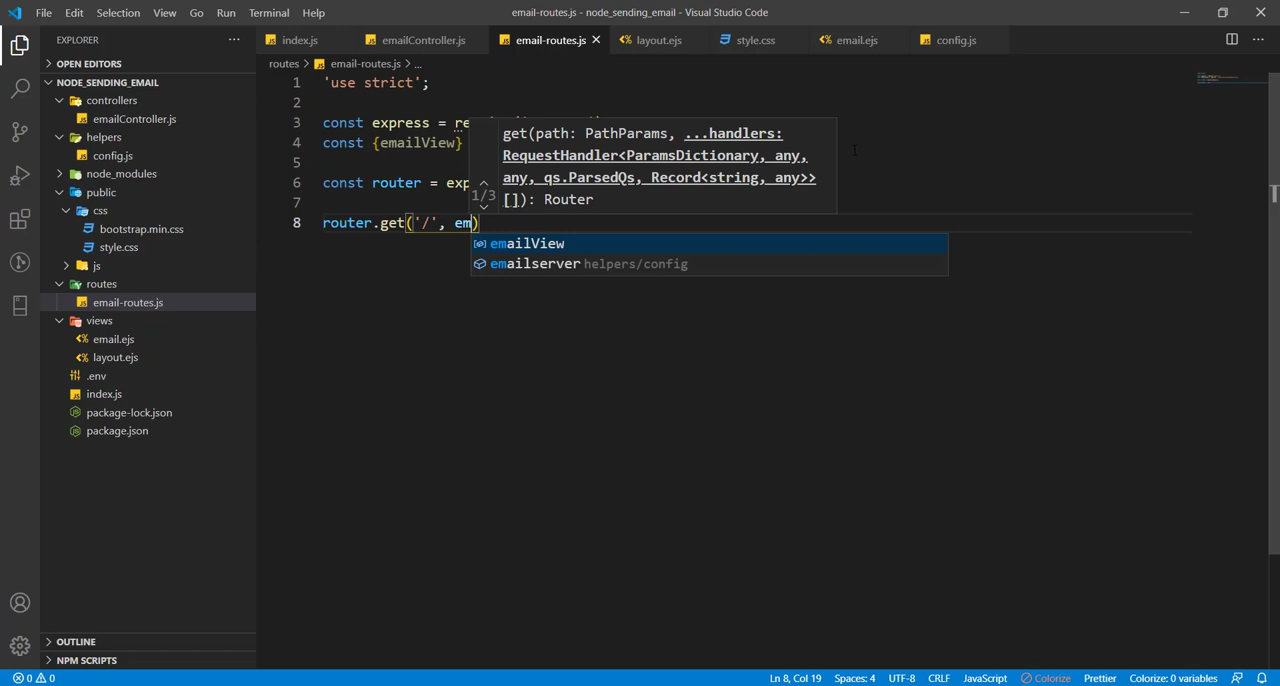 File Edit Selection View Go Run Terminal Help
email-routes.js - node_sending_email - Visual Studio Code
EXPLORER
OPEN EDITORS
NODE_SENDING_EMAIL
controllers
emailController.js
helpers
config.js
node_modules
public
css
bootstrap.min.css
style.css
js
routes
email-routes.js
views
email.ejs
layout.ejs
.env
index.js
package-lock.json
package.json
OUTLINE
NPM SCRIPTS
index.js emailController.js email-routes.js layout.ejs style.css email.ejs config.js
routes > email-routes.js > ...
1 'use strict';
2
3 const express = re
4 const {emailView}
5
6 const router = exp
7
8 router.get('/', em)
get(path: PathParams, ...handlers:
RequestHandler<ParamsDictionary, any,
any, qs.ParsedQs, Record<string, any>>
[]): Router
1/3
emailView
emailserver helpers/config
0 0 Ln 8, Col 19 Spaces: 4 UTF-8 CRLF JavaScript Colorize Prettier Colorize: 0 variables